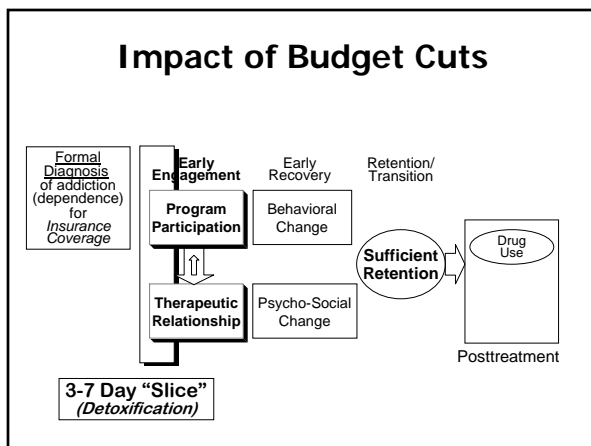 Impact of Budget Cuts
Formal
Diagnosis
of addiction
(dependence)
for
Insurance
Coverage
Early
Engagement
Early
Recovery
Retention/
Transition
Program
Participation
Behavioral
Change
Sufficient
Retention
Drug
Use
Therapeutic
Relationship
Psycho-Social
Change
Posttreatment
3-7 Day “Slice”
(Detoxification)